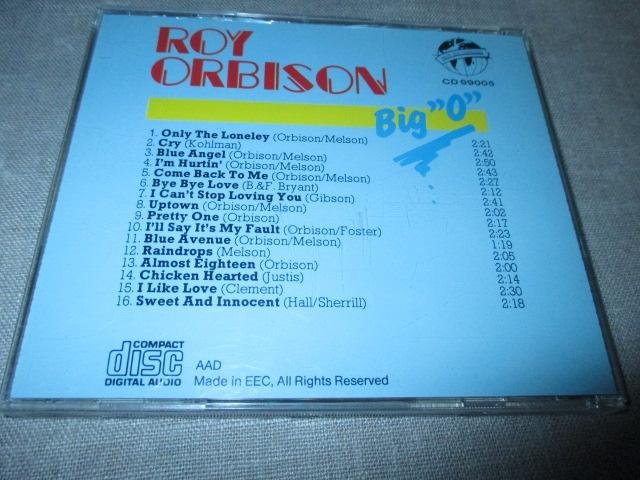 ROY
ORBISON
CD 99005
Big "O"
1. Only The Loneley (Orbison/Melson) 2:21
2. Cry (Kohlman) 2:42
3. Blue Angel (Orbison/Melson) 2:50
4. I'm Hurtin' (Orbison/Melson) 2:43
5. Come Back To Me (Orbison/Melson) 2:27
6. Bye Bye Love (B.&F. Bryant) 2:12
7. I Can't Stop Loving You (Gibson) 2:41
8. Uptown (Orbison/Melson) 2:02
9. Pretty One (Orbison) 2:17
10. I'll Say It's My Fault (Orbison/Foster) 2:23
11. Blue Avenue (Orbison/Melson) 1:19
12. Raindrops (Melson) 2:05
13. Almost Eighteen (Orbison) 2:00
14. Chicken Hearted (Justis) 2:14
15. I Like Love (Clement) 2:30
16. Sweet And Innocent (Hall/Sherrill) 2:18
COMPACT
disc
DIGITAL AUDIO
AAD
Made in EEC, All Rights Reserved